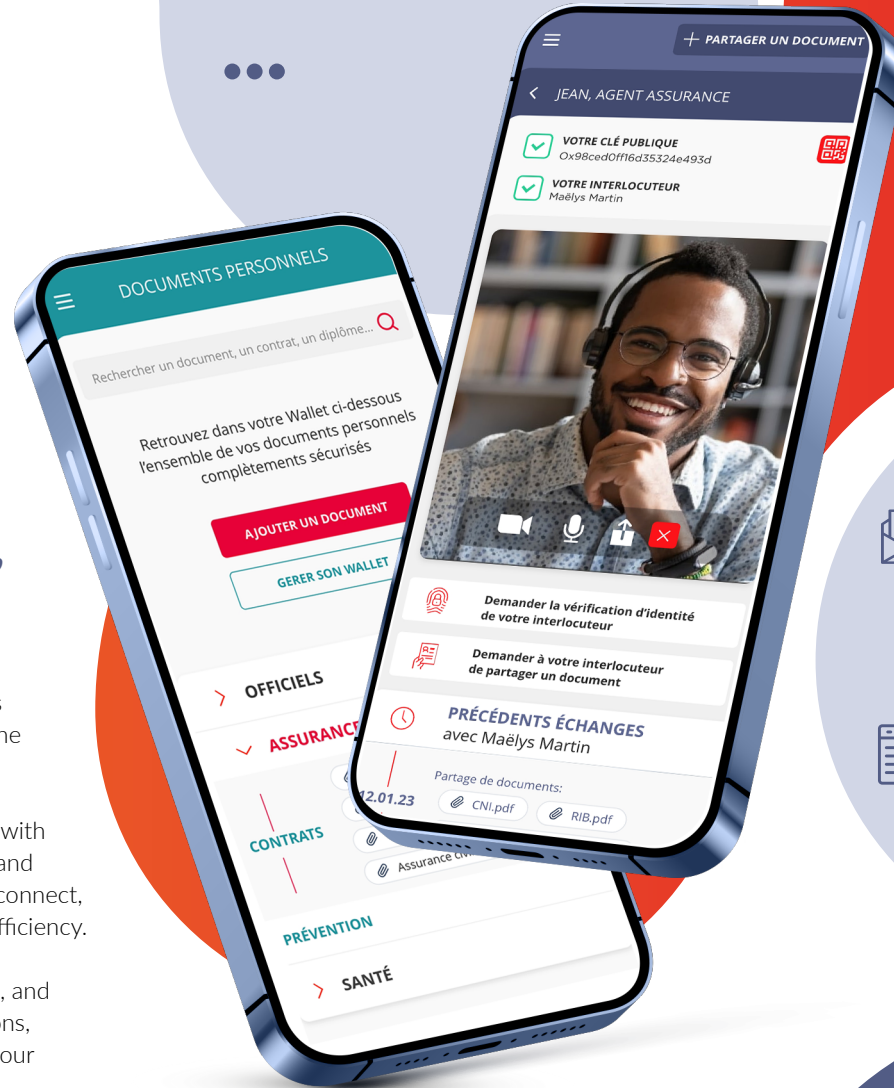 + PARTAGER UN DOCUMENT
JEAN, AGENT ASSURANCE
VOTRE CLÉ PUBLIQUE
Ox98ced0ff16d35324e493d
VOTRE INTERLOCUTEUR
Maëlys Martin
Demander la vérification d'identité
de votre interlocuteur
Demander à votre interlocuteur
de partager un document
PRÉCÉDENTS ÉCHANGES
avec Maëlys Martin
12.01.23
Partage de documents:
CNI.pdf
RIB.pdf
DOCUMENTS PERSONNELS
Rechercher un document, un contrat, un diplôme...
Retrouvez dans votre Wallet ci-dessous
l'ensemble de vos documents personnels
complètements sécurisés
AJOUTER UN DOCUMENT
GERER SON WALLET
OFFICIELS
ASSURANCE
CONTRATS
Assurance
PRÉVENTION
SANTÉ
with
and
connect,
, and
our